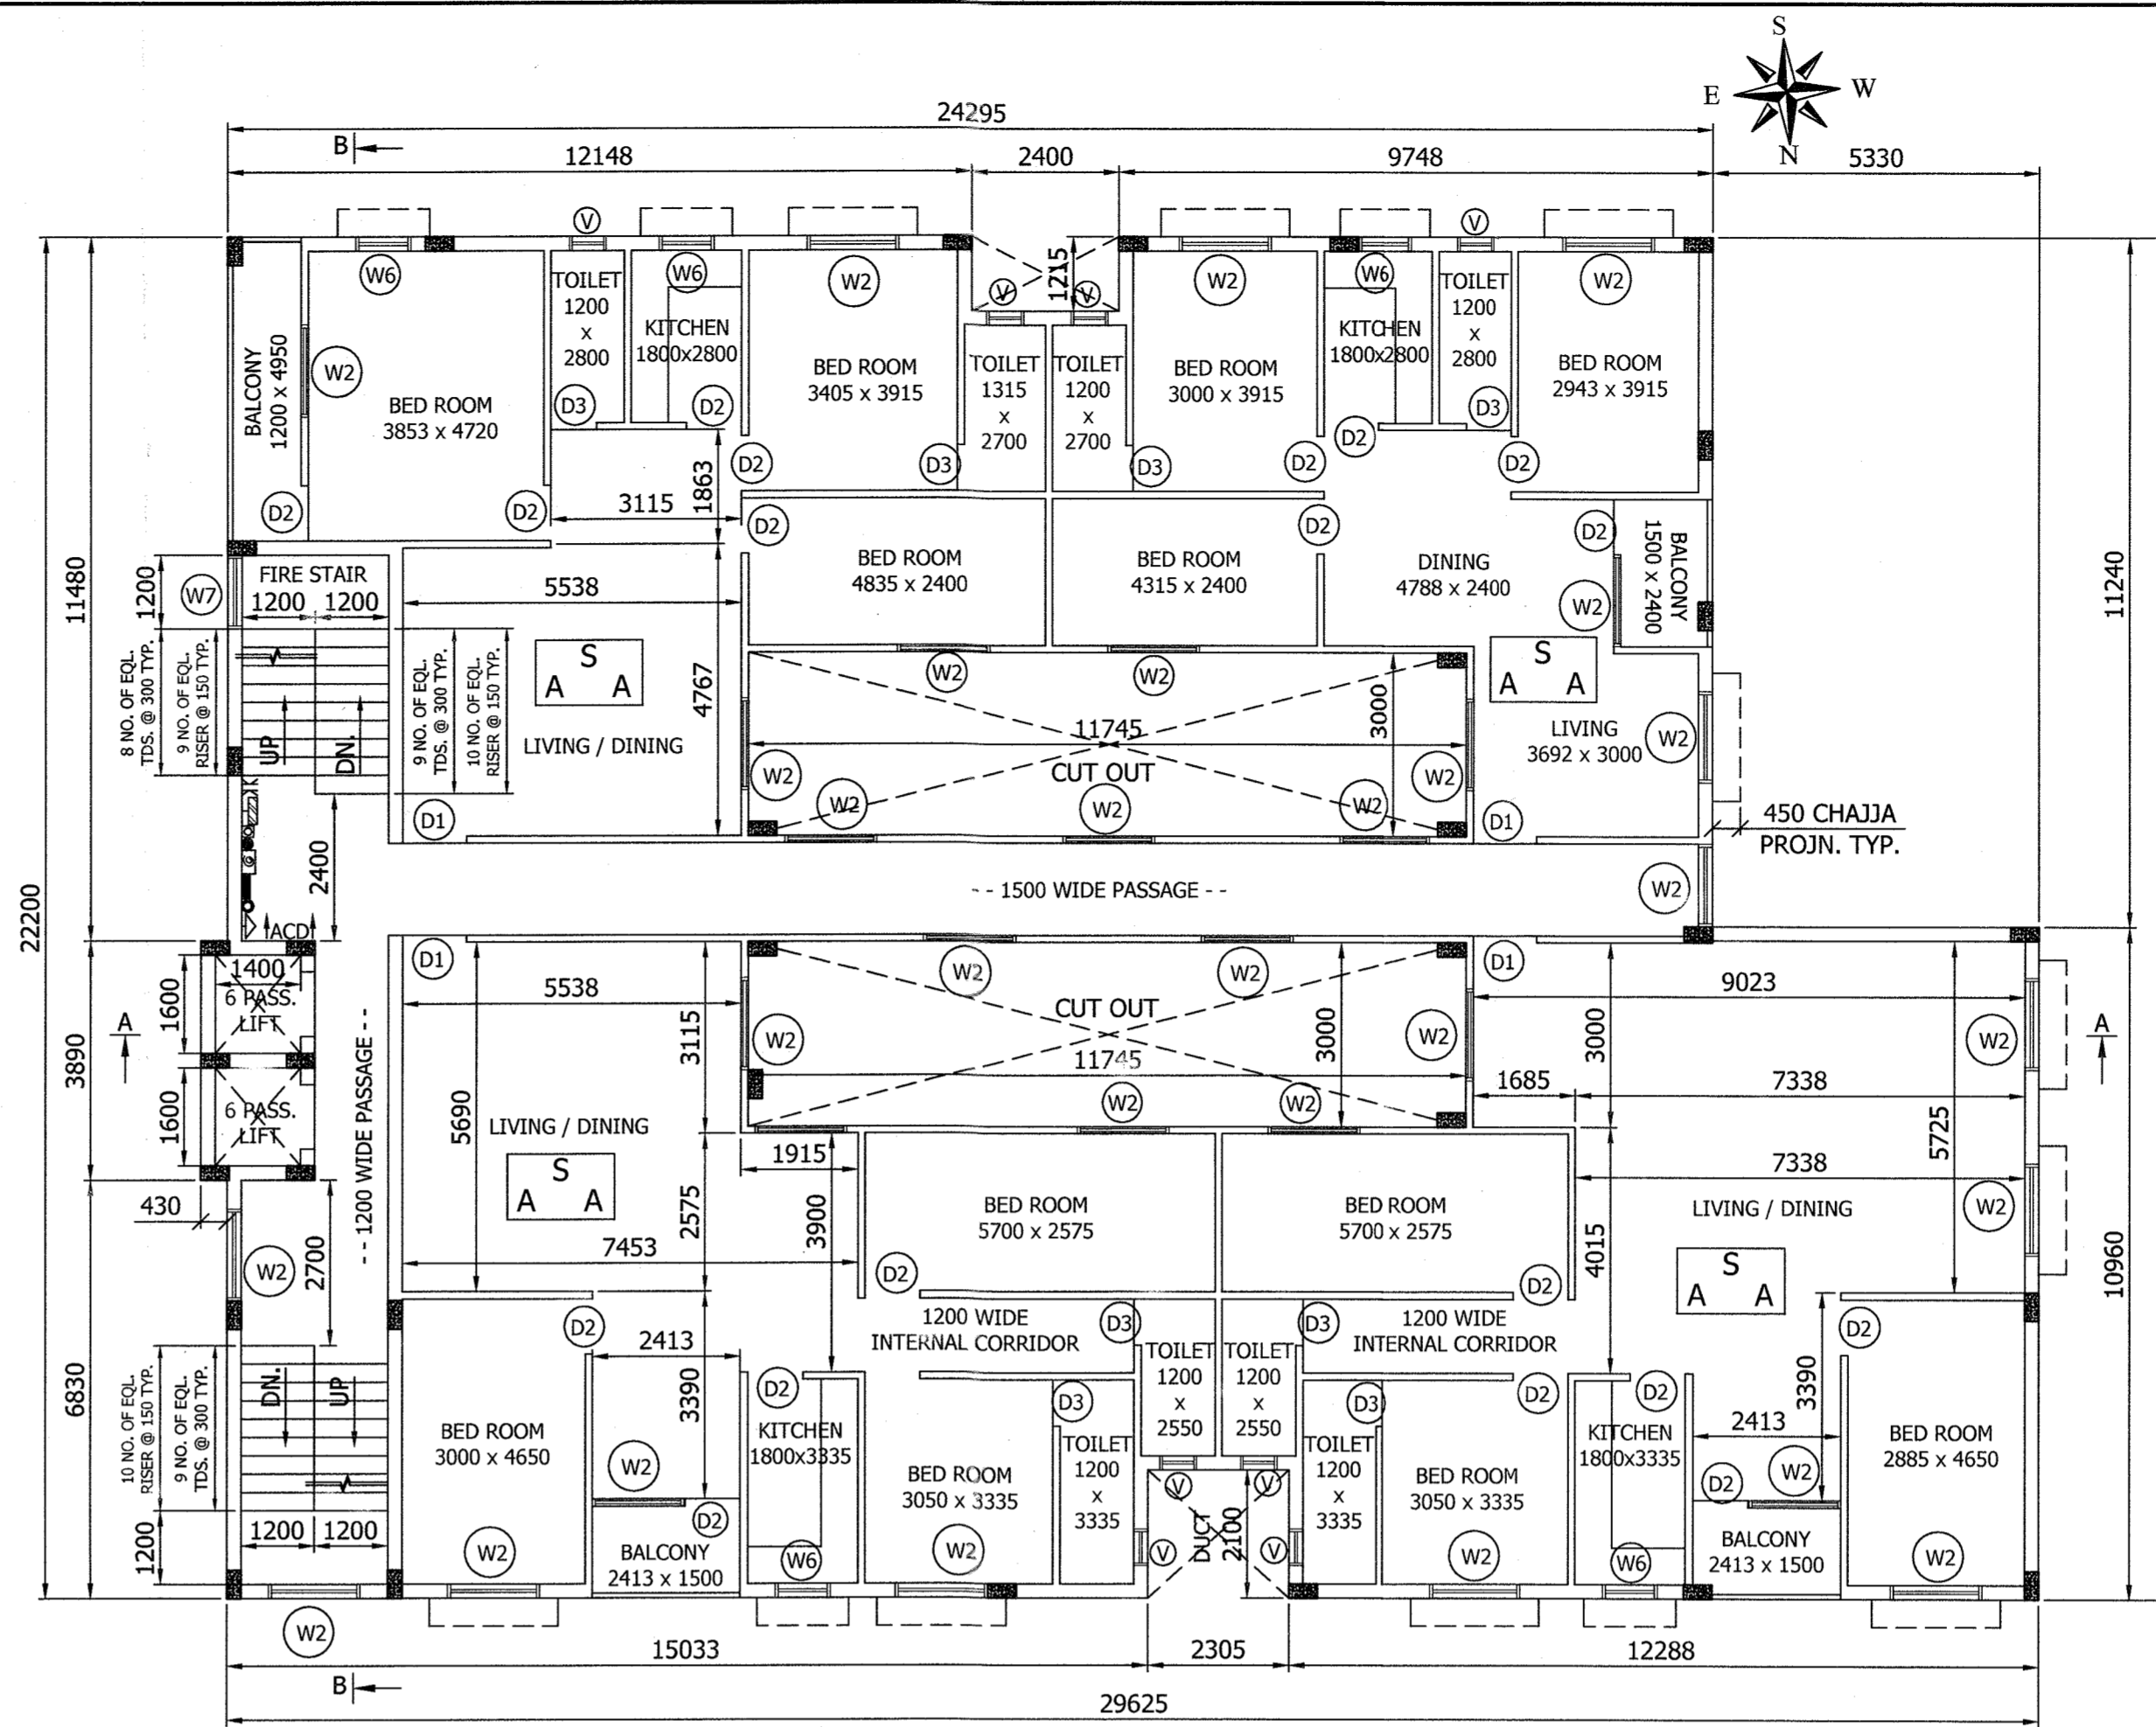 S
E
W
N
24295
B
12148
2400
9748
5330
V
V
W6
TOILET
1200
x
2800
W6
W2
1215
V
V
W2
W6
TOILET
1200
x
2800
W2
BALCONY
1200 x 4950
W2
BED ROOM
3853 x 4720
D3
KITCHEN
1800x2800
D2
BED ROOM
3405 x 3915
TOILET
1315
x
2700
TOILET
1200
x
2700
BED ROOM
3000 x 3915
KITCHEN
1800x2800
D3
BED ROOM
2943 x 3915
D2
D2
3115
1863
D2
D3
D3
D2
D2
D2
D2
D2
D2
BALCONY
1500 x 2400
11480
11240
22200
1200
W7
FIRE STAIR
1200
1200
5538
BED ROOM
4835 x 2400
BED ROOM
4315 x 2400
DINING
4788 x 2400
W2
8 NO. OF EQL.
TDS. @ 300 TYP.
9 NO. OF EQL.
RISER @ 150 TYP.
9 NO. OF EQL.
TDS. @ 300 TYP.
10 NO. OF EQL.
RISER @ 150 TYP.
S
A A
4767
W2
W2
3000
S
A A
UP
DN.
LIVING / DINING
11745
CUT OUT
LIVING
3692 x 3000
W2
W2
W2
W2
W2
W2
D1
D1
450 CHAJJA
PROJN. TYP.
2400
-- 1500 WIDE PASSAGE --
W2
ACD
1400
6 PASS.
LIFT
1600
D1
5538
W2
W2
CUT OUT
11745
D1
9023
A
A
3890
-- 1200 WIDE PASSAGE --
3115
W2
3000
W2
3000
W2
1600
6 PASS.
LIFT
5690
LIVING / DINING
W2
W2
1685
7338
5725
S
A A
1915
7338
430
2575
3900
BED ROOM
5700 x 2575
BED ROOM
5700 x 2575
4015
LIVING / DINING
W2
W2
2700
7453
D2
D2
S
A A
10960
D2
1200 WIDE
INTERNAL CORRIDOR
D3
D3
1200 WIDE
INTERNAL CORRIDOR
D2
6830
10 NO. OF EQL.
RISER @ 150 TYP.
9 NO. OF EQL.
TDS. @ 300 TYP.
DN.
UP
2413
3390
TOILET
1200
x
2550
TOILET
1200
x
2550
3390
D2
D3
D3
D2
D2
BED ROOM
3000 x 4650
KITCHEN
1800x3335
TOILET
1200
x
3335
TOILET
1200
x
3335
KITCHEN
1800x3335
2413
BED ROOM
2885 x 4650
W2
BED ROOM
3050 x 3335
BED ROOM
3050 x 3335
D2
W2
V
V
1200
1200
1200
W2
D2
BALCONY
2413 x 1500
W6
W2
V
DUCT
2100
V
W2
W6
BALCONY
2413 x 1500
W2
W2
15033
2305
12288
B
29625